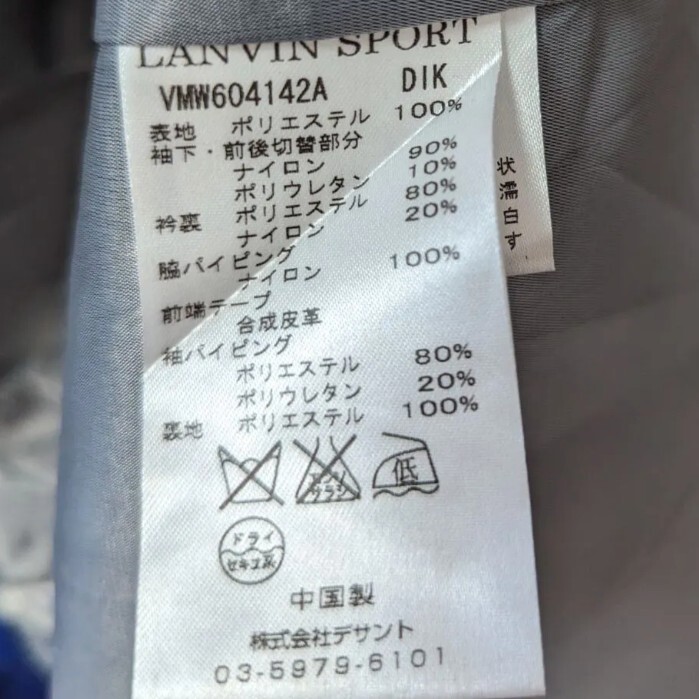 LANVIN SPORT
VMW604142A DIK
表地 ポリエステル 100%
袖下・前後切替部分
ナイロン 90%
ポリウレタン 10%
衿裏 ポリエステル 80%
ナイロン 20%
脇パイピング
ナイロン 100%
前端テープ
合成皮革
袖パイピング
ポリエステル 80%
ポリウレタン 20%
裏地 ポリエステル 100%
エンソ
サラシ
低
ドライ
セキユ系
中国製
株式会社デサント
03-5979-6101
状
濡
白
す